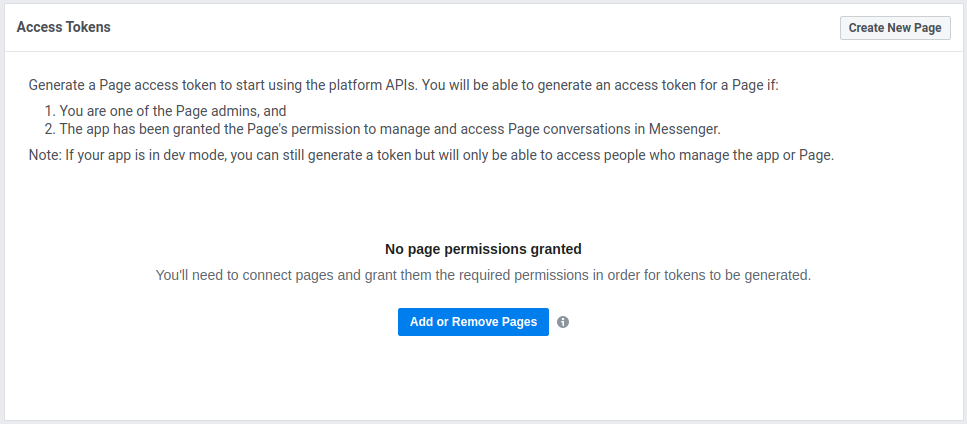 Access Tokens
Create New Page
Generate a Page access token to start using the platform APIs. You will be able to generate an access token for a Page if:
1. You are one of the Page admins, and
2. The app has been granted the Page's permission to manage and access Page conversations in Messenger.
Note: If your app is in dev mode, you can still generate a token but will only be able to access people who manage the app or Page.
No page permissions granted
You'll need to connect pages and grant them the required permissions in order for tokens to be generated.
Add or Remove Pages